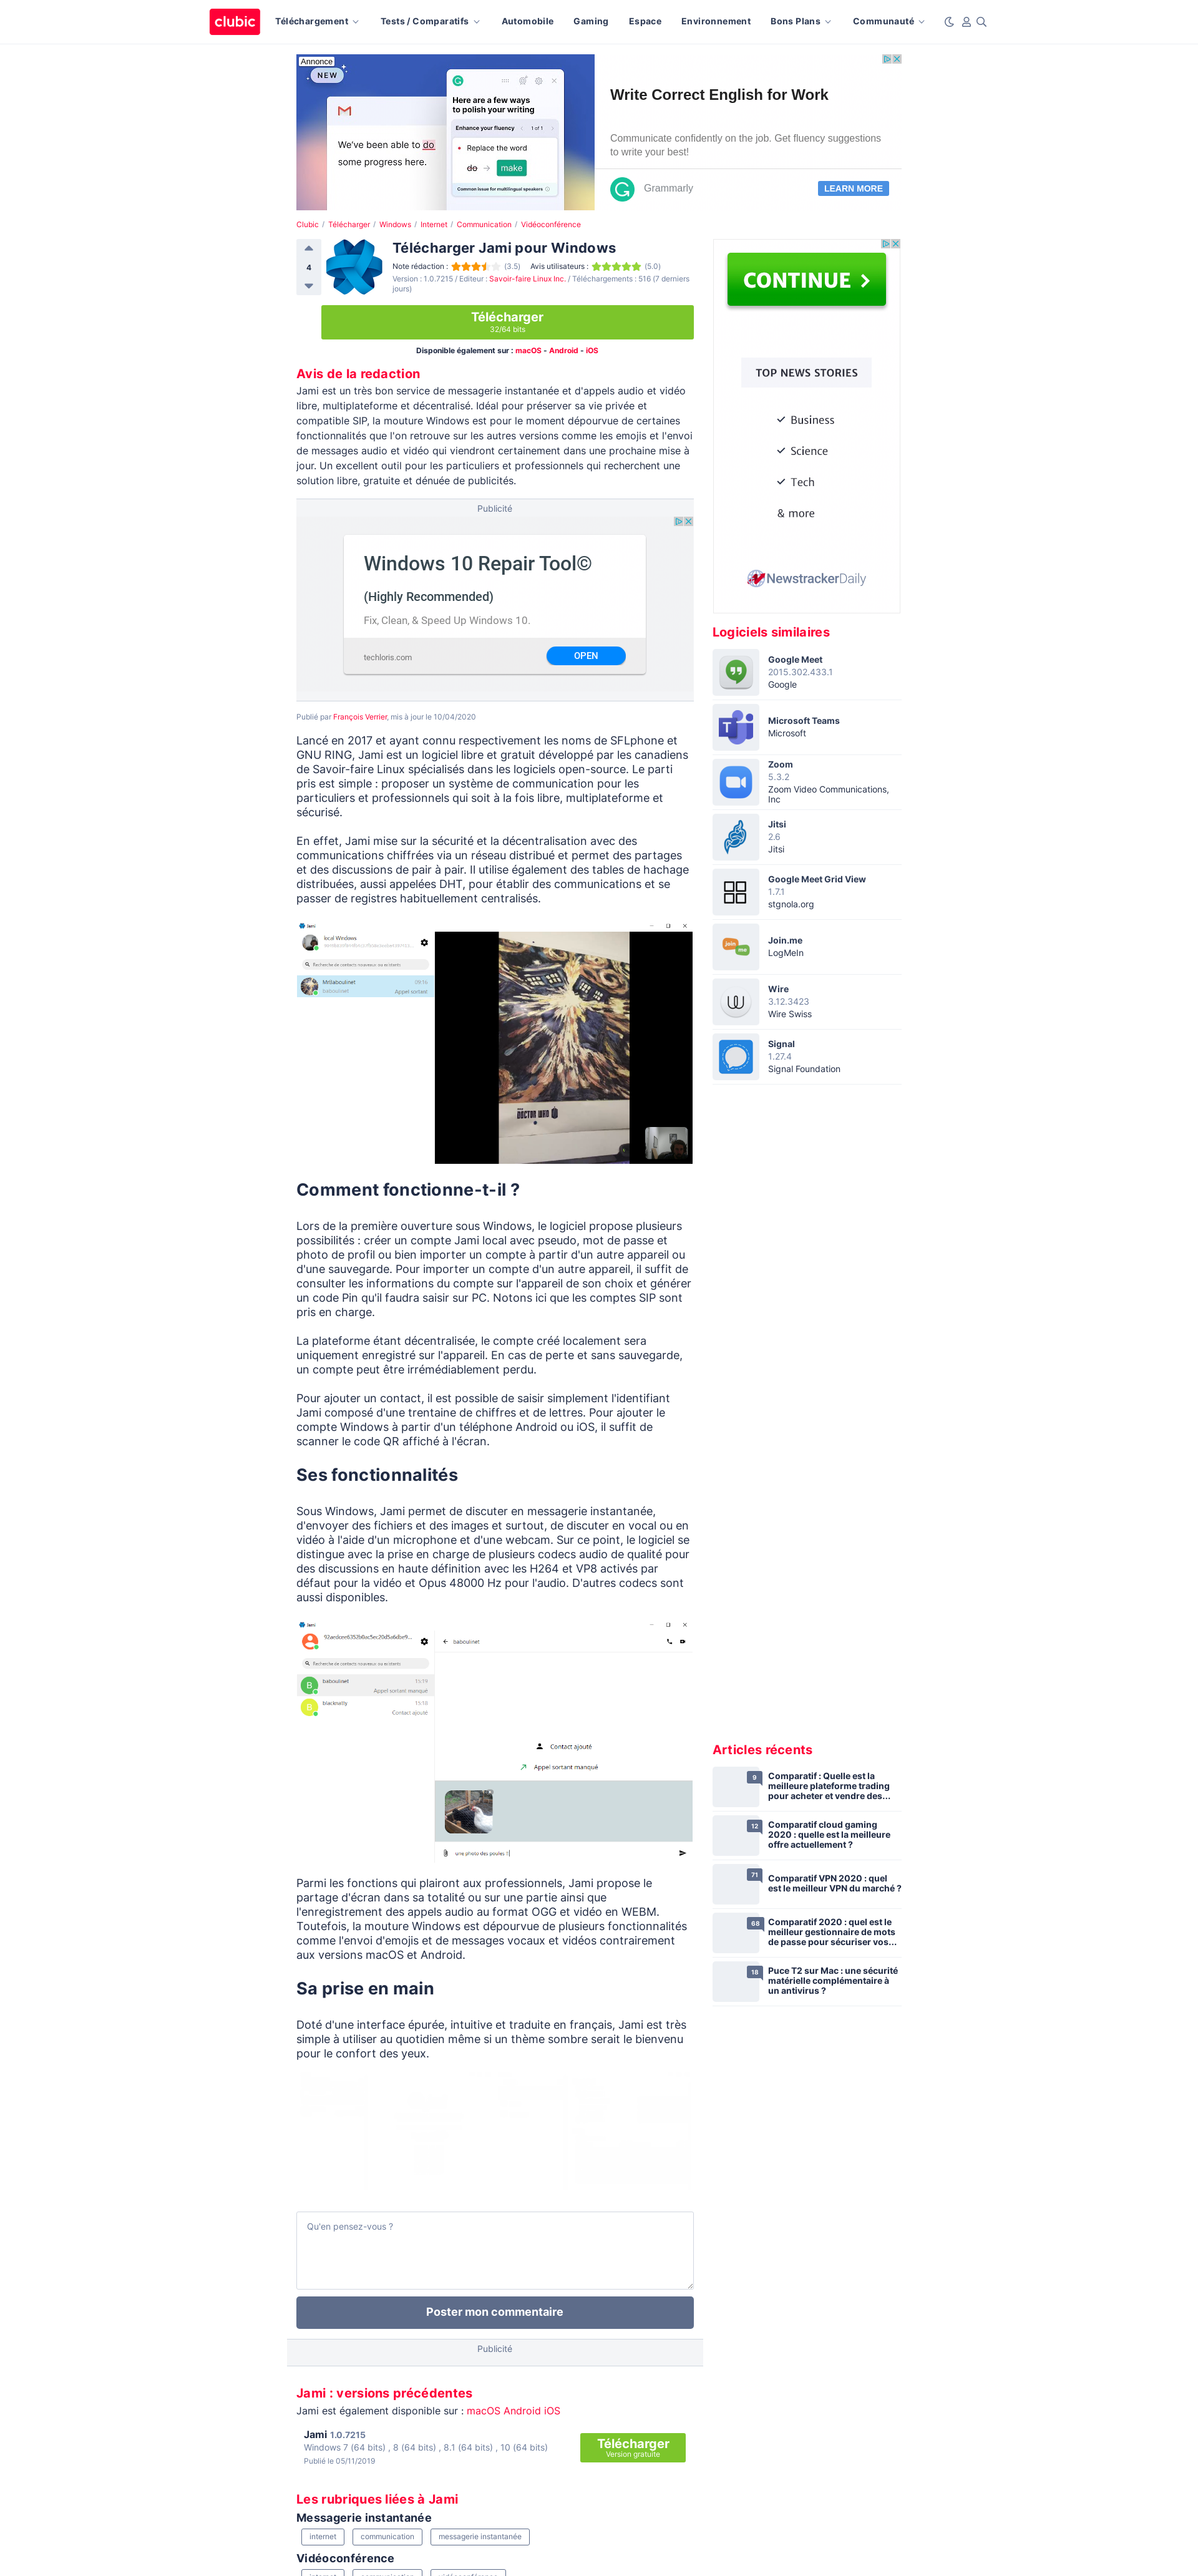 clubic
Téléchargement
Tests / Comparatifs
Automobile
Gaming
Espace
Environnement
Bons Plans
Communauté
Annonce
NEW
We've been able to do
some progress here.
Here are a few ways
to polish your writing
Enhance your fluency
1 of 1
Replace the word
do → make
Common issue for multilingual speakers
Write Correct English for Work
Communicate confidently on the job. Get fluency suggestions
to write your best!
Grammarly
LEARN MORE
Clubic / Télécharger / Windows / Internet / Communication / Vidéoconférence
4
Télécharger Jami pour Windows
Note rédaction : (3.5) Avis utilisateurs : (5.0)
Version : 1.0.7215 / Editeur : Savoir-faire Linux Inc. / Téléchargements : 516 (7 derniers
jours)
Télécharger
32/64 bits
Disponible également sur : macOS - Android - iOS
Avis de la redaction
Jami est un très bon service de messagerie instantanée et d'appels audio et vidéo
libre, multiplateforme et décentralisé. Idéal pour préserver sa vie privée et
compatible SIP, la mouture Windows est pour le moment dépourvue de certaines
fonctionnalités que l'on retrouve sur les autres versions comme les emojis et l'envoi
de messages audio et vidéo qui viendront certainement dans une prochaine mise à
jour. Un excellent outil pour les particuliers et professionnels qui recherchent une
solution libre, gratuite et dénuée de publicités.
Publicité
Windows 10 Repair Tool©
(Highly Recommended)
Fix, Clean, & Speed Up Windows 10.
techloris.com
OPEN
Publié par François Verrier, mis à jour le 10/04/2020
Lancé en 2017 et ayant connu respectivement les noms de SFLphone et
GNU RING, Jami est un logiciel libre et gratuit développé par les canadiens
de Savoir-faire Linux spécialisés dans les logiciels open-source. Le parti
pris est simple : proposer un système de communication pour les
particuliers et professionnels qui soit à la fois libre, multiplateforme et
sécurisé.
En effet, Jami mise sur la sécurité et la décentralisation avec des
communications chiffrées via un réseau distribué et permet des partages
et des discussions de pair à pair. Il utilise également des tables de hachage
distribuées, aussi appelées DHT, pour établir des communications et se
passer de registres habituellement centralisés.
Jami
local Windows
Recherche de contacts nouveaux ou existants
Mrtlaboulinet
baboulinet
Appel sortant
DOCTOR WHO
Comment fonctionne-t-il ?
Lors de la première ouverture sous Windows, le logiciel propose plusieurs
possibilités : créer un compte Jami local avec pseudo, mot de passe et
photo de profil ou bien importer un compte à partir d'un autre appareil ou
d'une sauvegarde. Pour importer un compte d'un autre appareil, il suffit de
consulter les informations du compte sur l'appareil de son choix et générer
un code Pin qu'il faudra saisir sur PC. Notons ici que les comptes SIP sont
pris en charge.
La plateforme étant décentralisée, le compte créé localement sera
uniquement enregistré sur l'appareil. En cas de perte et sans sauvegarde,
un compte peut être irrémédiablement perdu.
Pour ajouter un contact, il est possible de saisir simplement l'identifiant
Jami composé d'une trentaine de chiffres et de lettres. Pour ajouter le
compte Windows à partir d'un téléphone Android ou iOS, il suffit de
scanner le code QR affiché à l'écran.
Ses fonctionnalités
Sous Windows, Jami permet de discuter en messagerie instantanée,
d'envoyer des fichiers et des images et surtout, de discuter en vocal ou en
vidéo à l'aide d'un microphone et d'une webcam. Sur ce point, le logiciel se
distingue avec la prise en charge de plusieurs codecs audio de qualité pour
des discussions en haute définition avec les H264 et VP8 activés par
défaut pour la vidéo et Opus 48000 Hz pour l'audio. D'autres codecs sont
aussi disponibles.
Jami
Recherche de contacts nouveaux ou existants
B
baboulinet
Appel sortant manqué
B
blacknelly
Contact ajouté
baboulinet
Contact ajouté
Appel sortant manqué
une photo des poules !
Parmi les fonctions qui plairont aux professionnels, Jami propose le
partage d'écran dans sa totalité ou sur une partie ainsi que
l'enregistrement des appels audio au format OGG et vidéo en WEBM.
Toutefois, la mouture Windows est dépourvue de plusieurs fonctionnalités
comme l'envoi d'emojis et de messages vocaux et vidéos contrairement
aux versions macOS et Android.
Sa prise en main
Doté d'une interface épurée, intuitive et traduite en français, Jami est très
simple à utiliser au quotidien même si un thème sombre serait le bienvenu
pour le confort des yeux.
Qu'en pensez-vous ?
Poster mon commentaire
Publicité
Jami : versions précédentes
Jami est également disponible sur : macOS Android iOS
Jami 1.0.7215
Windows 7 (64 bits) , 8 (64 bits) , 8.1 (64 bits) , 10 (64 bits)
Publié le 05/11/2019
Télécharger
Version gratuite
Les rubriques liées à Jami
Messagerie instantanée
internet
communication
messagerie instantanée
Vidéoconférence
CONTINUE
TOP NEWS STORIES
Business
Science
Tech
& more
NewstrackerDaily
Logiciels similaires
Google Meet
2015.302.433.1
Google
Microsoft Teams
Microsoft
Zoom
5.3.2
Zoom Video Communications,
Inc
Jitsi
2.6
Jitsi
Google Meet Grid View
1.7.1
stgnola.org
join me
Join.me
LogMeIn
Wire
3.12.3423
Wire Swiss
Signal
1.27.4
Signal Foundation
Articles récents
9
Comparatif : Quelle est la
meilleure plateforme trading
pour acheter et vendre des...
12
Comparatif cloud gaming
2020 : quelle est la meilleure
offre actuellement ?
71
Comparatif VPN 2020 : quel
est le meilleur VPN du marché ?
68
Comparatif 2020 : quel est le
meilleur gestionnaire de mots
de passe pour sécuriser vos...
18
Puce T2 sur Mac : une sécurité
matérielle complémentaire à
un antivirus ?